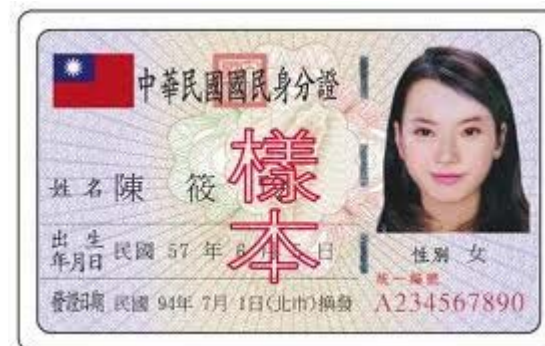 中華民國國民身分證
樣本
姓名 陳 筱
出生年月日 民國 57 年 6 日
性別 女
發證日期 民國 94年 7月 1日(北市)換發
統一編號
A234567890